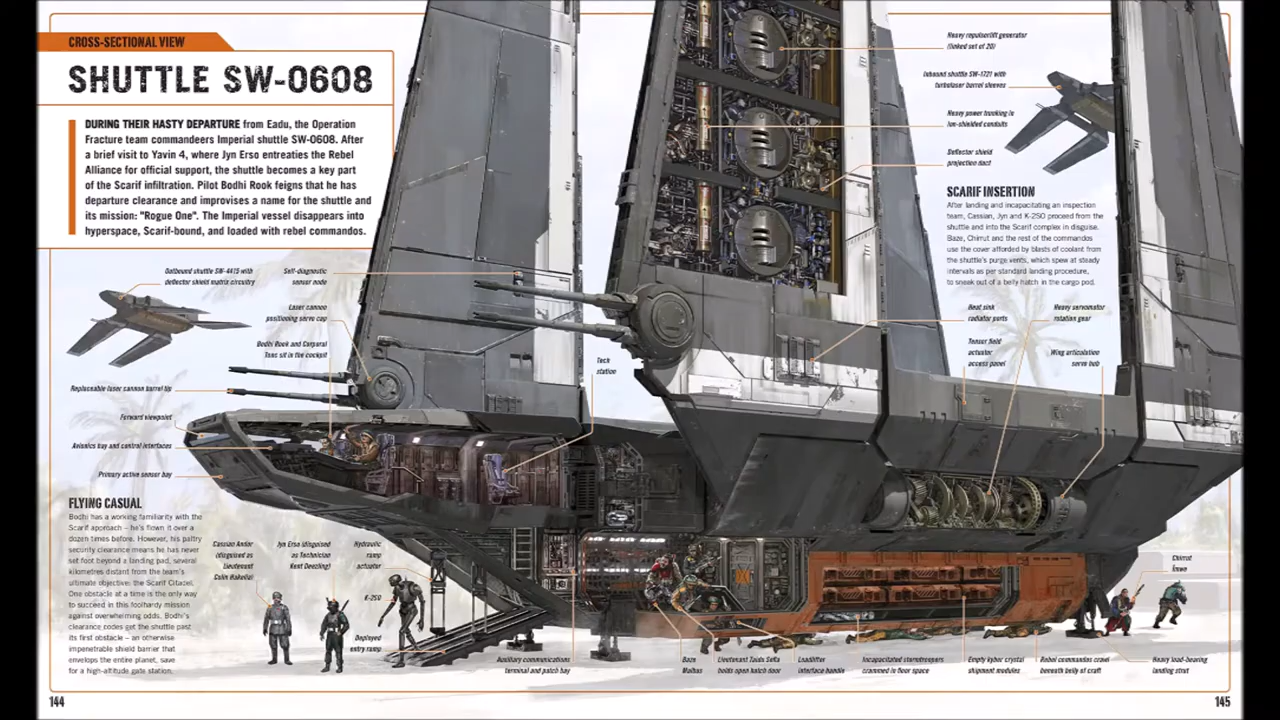 CROSS-SECTIONAL VIEW
SHUTTLE SW-0608
DURING THEIR HASTY DEPARTURE from Eadu, the Operation
Fracture team commandeers Imperial shuttle SW-0608. After
a brief visit to Yavin 4, where Jyn Erso entreaties the Rebel
Alliance for official support, the shuttle becomes a key part
of the Scarif infiltration. Pilot Bodhi Rook feigns that he has
departure clearance and improvises a name for the shuttle and
its mission: "Rogue One". The Imperial vessel disappears into
hyperspace, Scarif-bound, and loaded with rebel commandos.
Outbound shuttle SW-4415 with
deflector shield matrix circuitry
Self-diagnostic
sensor node
Laser cannon
positioning servo cap
Bodhi Rook and Corporal
Tonc sit in the cockpit
Replaceable laser cannon barrel tip
Forward viewpoint
Avionics bay and control interfaces
Primary active sensor bay
Tech
station
Heavy repulsorlift generator
(linked set of 20)
Inbound shuttle SW-1721 with
turbolaser barrel sleeves
Heavy power trunking in
ion-shielded conduits
Deflector shield
projection duct
SCARIF INSERTION
After landing and incapacitating an inspection
team, Cassian, Jyn and K-2SO proceed from the
shuttle and into the Scarif complex in disguise.
Baze, Chirrut and the rest of the commandos
use the cover afforded by blasts of coolant from
the shuttle's purge vents, which spew at steady
intervals as per standard landing procedure,
to sneak out of a belly hatch in the cargo pod.
Heat sink
radiator ports
Heavy servomotor
rotation gear
Tensor field
actuator
access panel
Wing articulation
servo hub
FLYING CASUAL
Bodhi has a working familiarity with the
Scarif approach – he's flown it over a
dozen times before. However, his paltry
security clearance means he has never
set foot beyond a landing pad, several
kilometres distant from the team's
ultimate objective: the Scarif Citadel.
One obstacle at a time is the only way
to succeed in this foolhardy mission
against overwhelming odds. Bodhi's
clearance codes get the shuttle past
its first obstacle – an otherwise
impenetrable shield barrier that
envelops the entire planet, save
for a high-altitude gate station.
Cassian Andor
(disguised as
Lieutenant
Colin Hakelia)
Jyn Erso (disguised
as Technician
Kent Deezling)
Hydraulic
ramp
actuator
K-2SO
Deployed
entry ramp
Auxiliary communications
terminal and patch bay
Baze
Malbus
Lieutenant Taidu Sefla
holds open hatch door
Loadlifter
interface handle
Incapacitated stormtroopers
crammed in floor space
Empty kyber crystal
shipment modules
Rebel commandos crawl
beneath belly of craft
Heavy load-bearing
landing strut
Chirrut
Îmwe
144
145